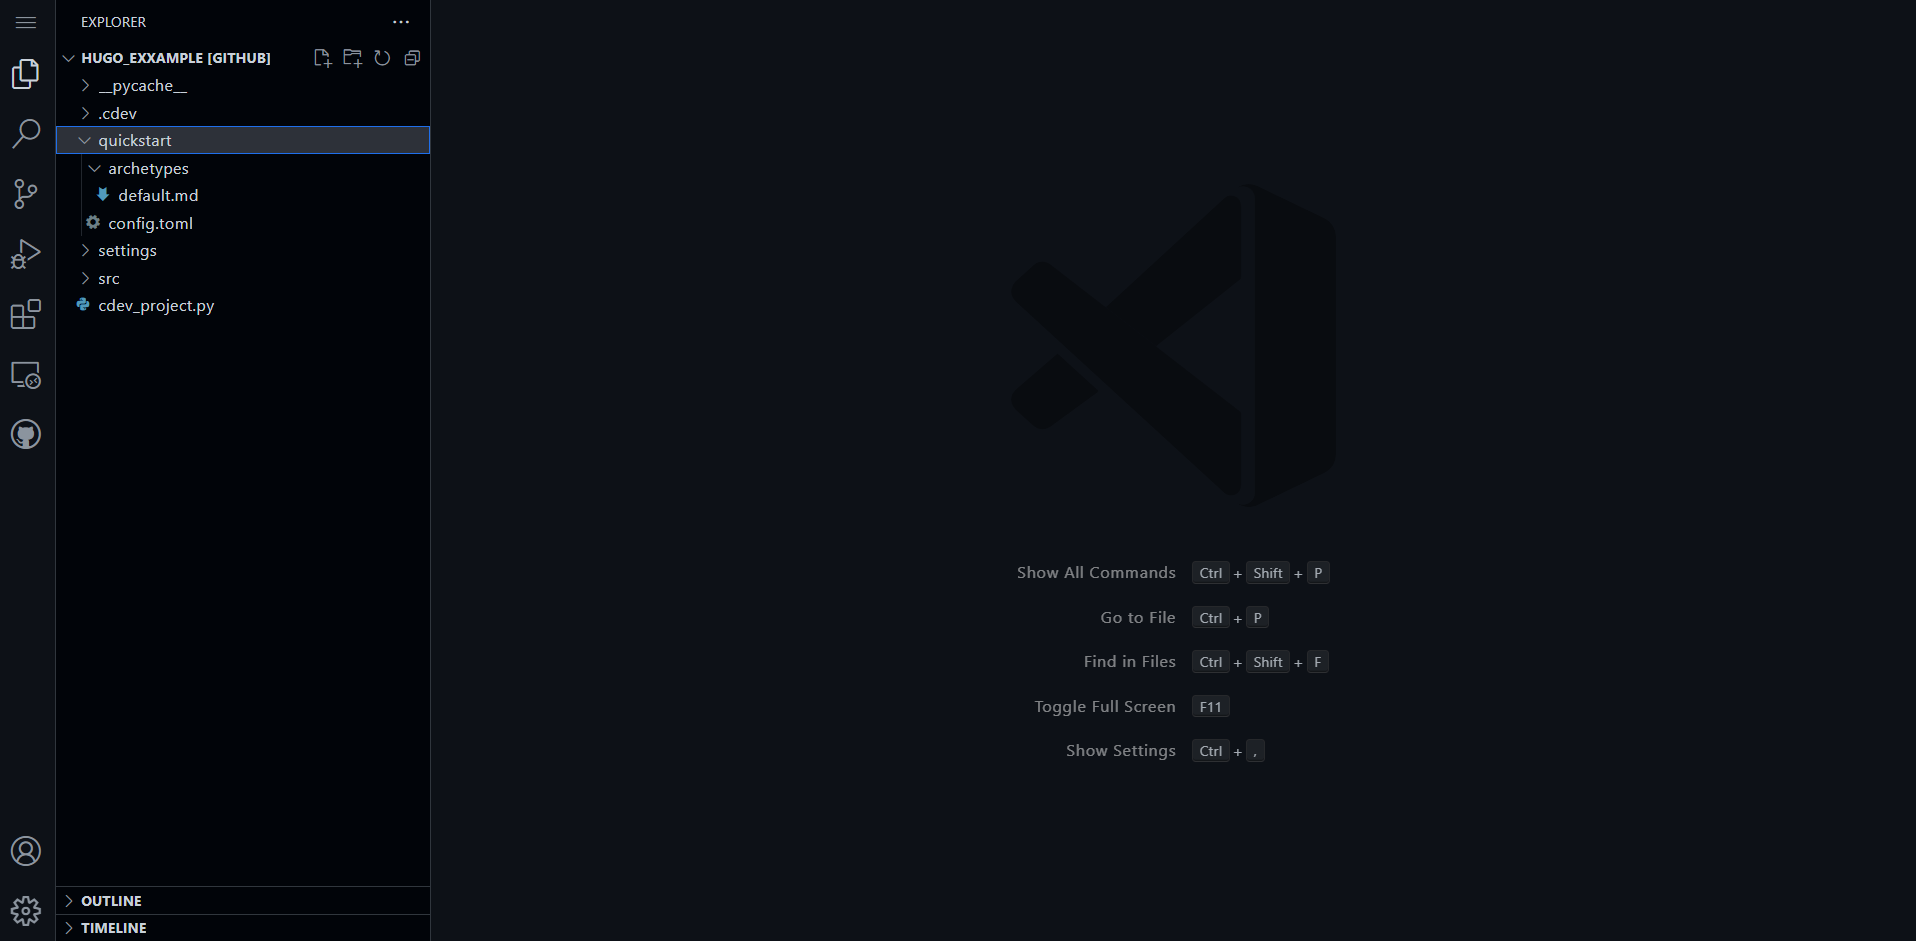 EXPLORER
HUGO_EXXAMPLE [GITHUB]
__pycache__
.cdev
quickstart
archetypes
default.md
config.toml
settings
src
cdev_project.py
OUTLINE
TIMELINE
Show All Commands Ctrl + Shift + P
Go to File Ctrl + P
Find in Files Ctrl + Shift + F
Toggle Full Screen F11
Show Settings Ctrl + ,